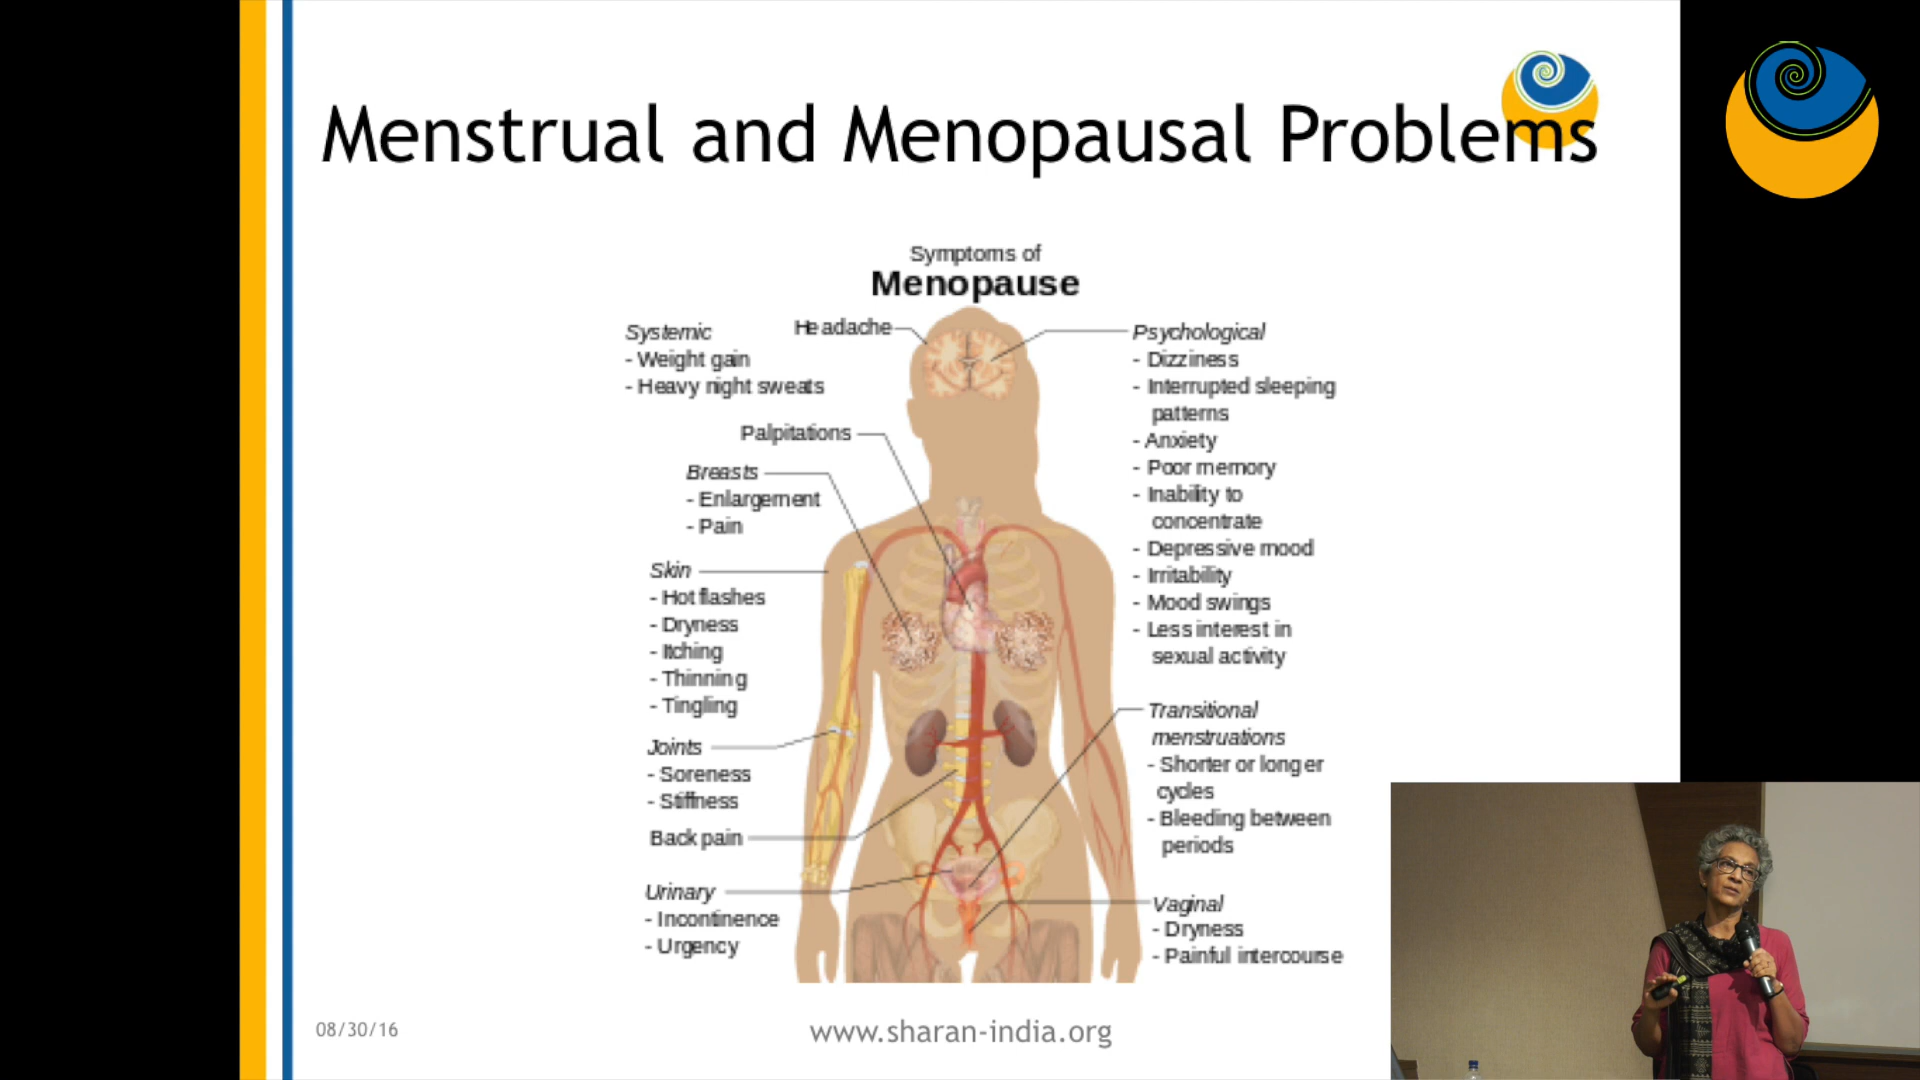 Menstrual and Menopausal Problems
Symptoms of
Menopause
Headache
Systemic
- Weight gain
- Heavy night sweats
Palpitations
Breasts
- Enlargement
- Pain
Skin
- Hot flashes
- Dryness
- Itching
- Thinning
- Tingling
Joints
- Soreness
- Stiffness
Back pain
Urinary
- Incontinence
- Urgency
Psychological
- Dizziness
- Interrupted sleeping
patterns
- Anxiety
- Poor memory
- Inability to
concentrate
- Depressive mood
- Irritability
- Mood swings
- Less interest in
sexual activity
Transitional
menstruations
- Shorter or longer
cycles
- Bleeding between
periods
Vaginal
- Dryness
- Painful intercourse
08/30/16
www.sharan-india.org